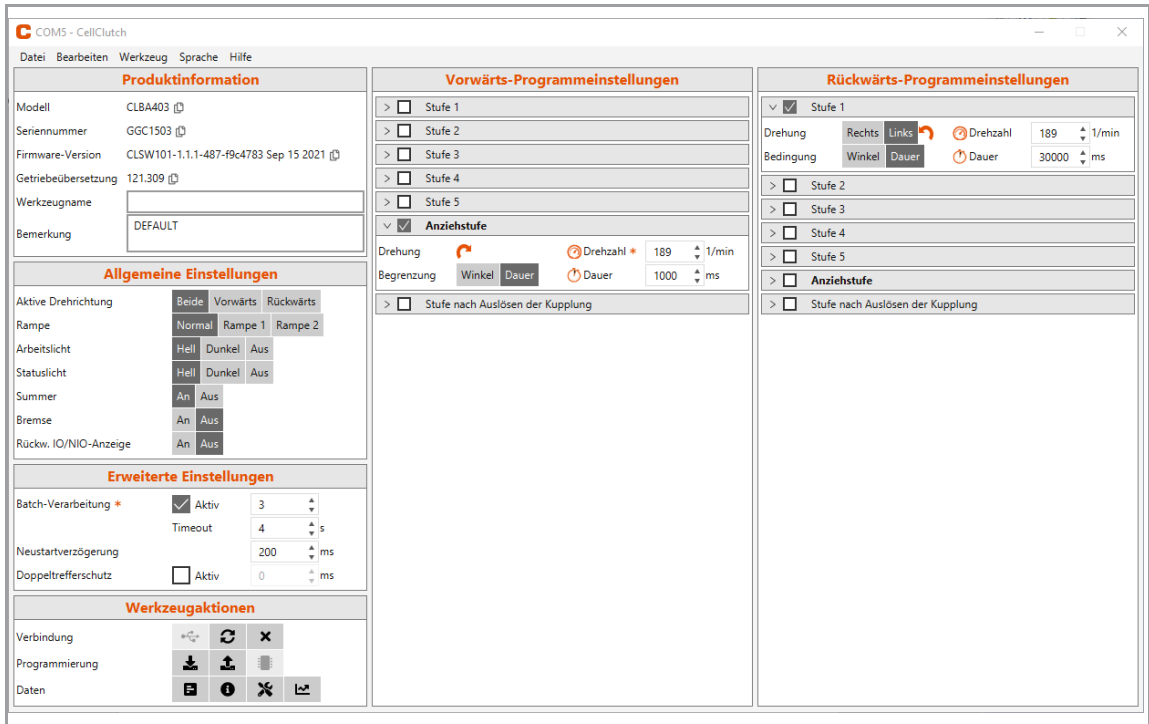 COM5 - CellClutch
Datei Bearbeiten Werkzeug Sprache Hilfe
Produktinformation
Modell CLBA403
Seriennummer GGC1503
Firmware-Version CLSW101-1.1.1-487-f9c4783 Sep 15 2021
Getriebeübersetzung 121.309
Werkzeugname
Bemerkung DEFAULT
Allgemeine Einstellungen
Aktive Drehrichtung Beide Vorwärts Rückwärts
Rampe Normal Rampe 1 Rampe 2
Arbeitslicht Hell Dunkel Aus
Statuslicht Hell Dunkel Aus
Summer An Aus
Bremse An Aus
Rückw. IO/NIO-Anzeige An Aus
Erweiterte Einstellungen
Batch-Verarbeitung * Aktiv 3
Timeout 4 s
Neustartverzögerung 200 ms
Doppeltrefferschutz Aktiv 0 ms
Werkzeugaktionen
Verbindung
Programmierung
Daten
Vorwärts-Programmeinstellungen
Stufe 1
Stufe 2
Stufe 3
Stufe 4
Stufe 5
Anziehstufe
Drehung Drehzahl * 189 1/min
Begrenzung Winkel Dauer Dauer 1000 ms
Stufe nach Auslösen der Kupplung
Rückwärts-Programmeinstellungen
Stufe 1
Drehung Rechts Links Drehzahl 189 1/min
Bedingung Winkel Dauer Dauer 30000 ms
Stufe 2
Stufe 3
Stufe 4
Stufe 5
Anziehstufe
Stufe nach Auslösen der Kupplung